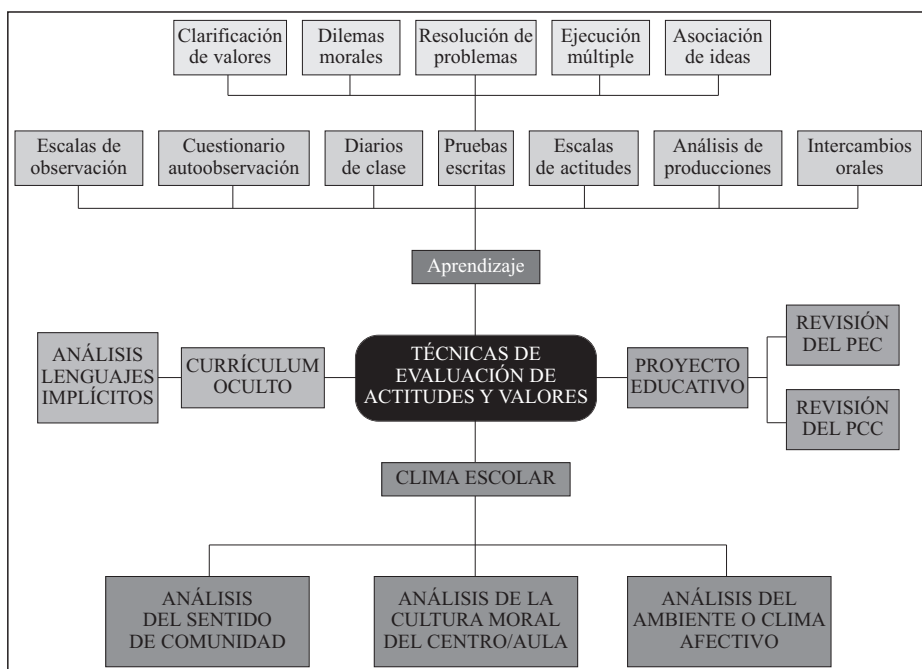 Clarificación
de valores
Dilemas
morales
Resolución de
problemas
Ejecución
múltiple
Asociación
de ideas
Escalas de
observación
Cuestionario
autoobservación
Diarios
de clase
Pruebas
escritas
Escalas
de actitudes
Análisis de
producciones
Intercambios
orales
Aprendizaje
ANÁLISIS
LENGUAJES
IMPLÍCITOS
CURRÍCULUM
OCULTO
TÉCNICAS DE
EVALUACIÓN DE
ACTITUDES Y VALORES
PROYECTO
EDUCATIVO
REVISIÓN
DEL PEC
REVISIÓN
DEL PCC
CLIMA ESCOLAR
ANÁLISIS
DEL SENTIDO
DE COMUNIDAD
ANÁLISIS DE LA
CULTURA MORAL
DEL CENTRO/AULA
ANÁLISIS DEL
AMBIENTE O CLIMA
AFECTIVO